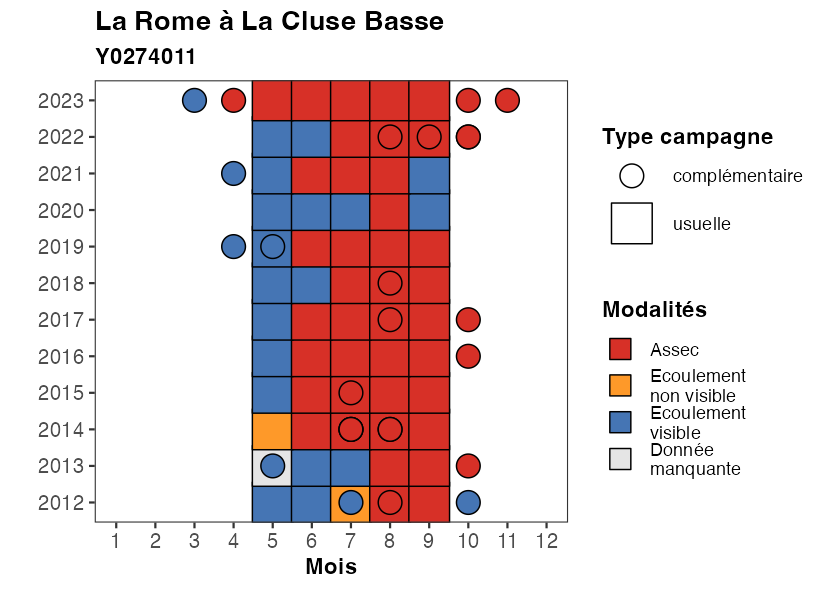 La Rome à La Cluse Basse
Y0274011
2023
2022
2021
2020
2019
2018
2017
2016
2015
2014
2013
2012
1 2 3 4 5 6 7 8 9 10 11 12
Mois
Type campagne
complémentaire
usuelle
Modalités
Assec
Ecoulement
non visible
Ecoulement
visible
Donnée
manquante